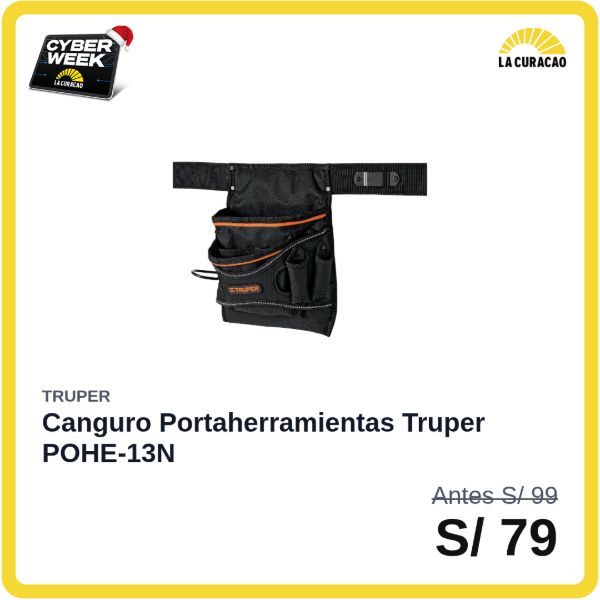 CYBER
WEEK
LA CURACAO
LA CURACAO
TRUPER
TRUPER
Canguro Portaherramientas Truper
POHE-13N
Antes S/ 99
S/ 79